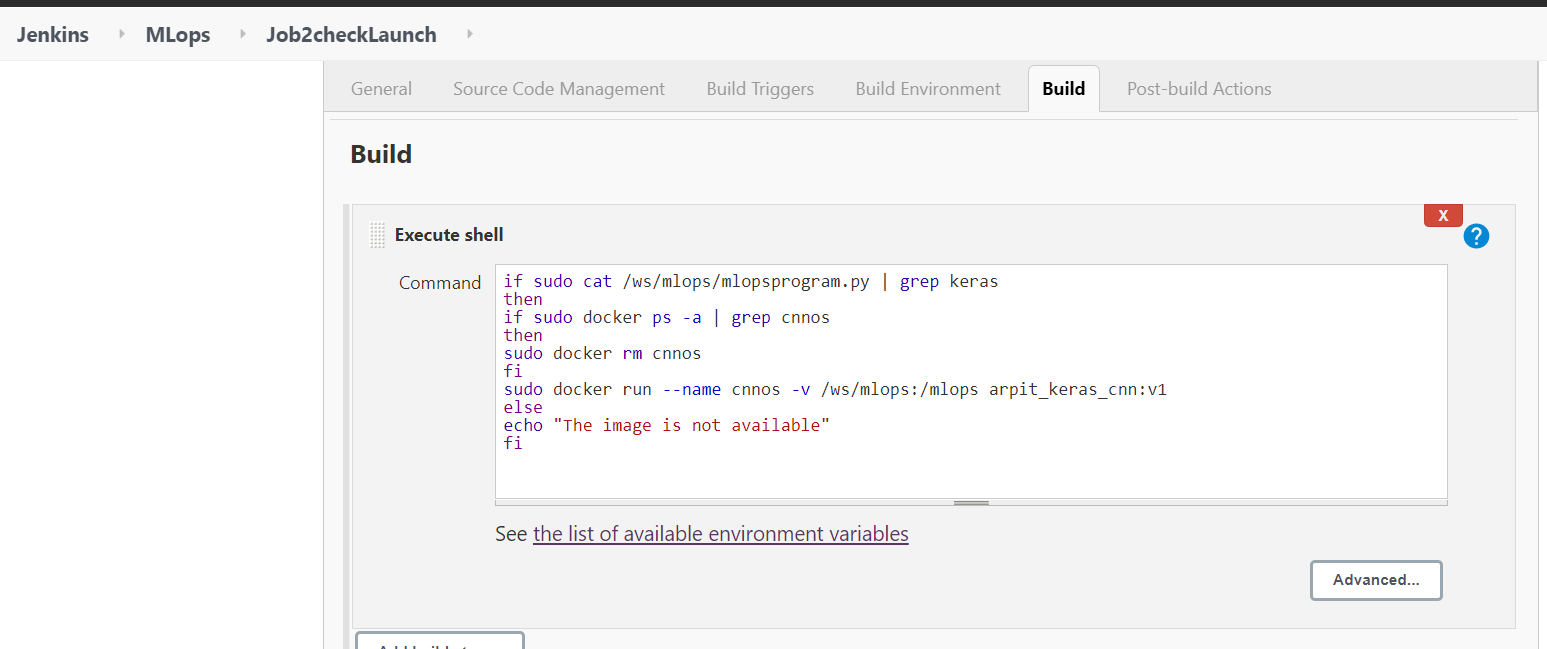 Jenkins MLops Job2checkLaunch
General Source Code Management Build Triggers Build Environment Build Post-build Actions
Build
X
Execute shell
?
Command
if sudo cat /ws/mlops/mlopsprogram.py | grep keras
then
if sudo docker ps -a | grep cnnos
then
sudo docker rm cnnos
fi
sudo docker run --name cnnos -v /ws/mlops:/mlops arpit_keras_cnn:v1
else
echo "The image is not available"
fi
See the list of available environment variables
Advanced...